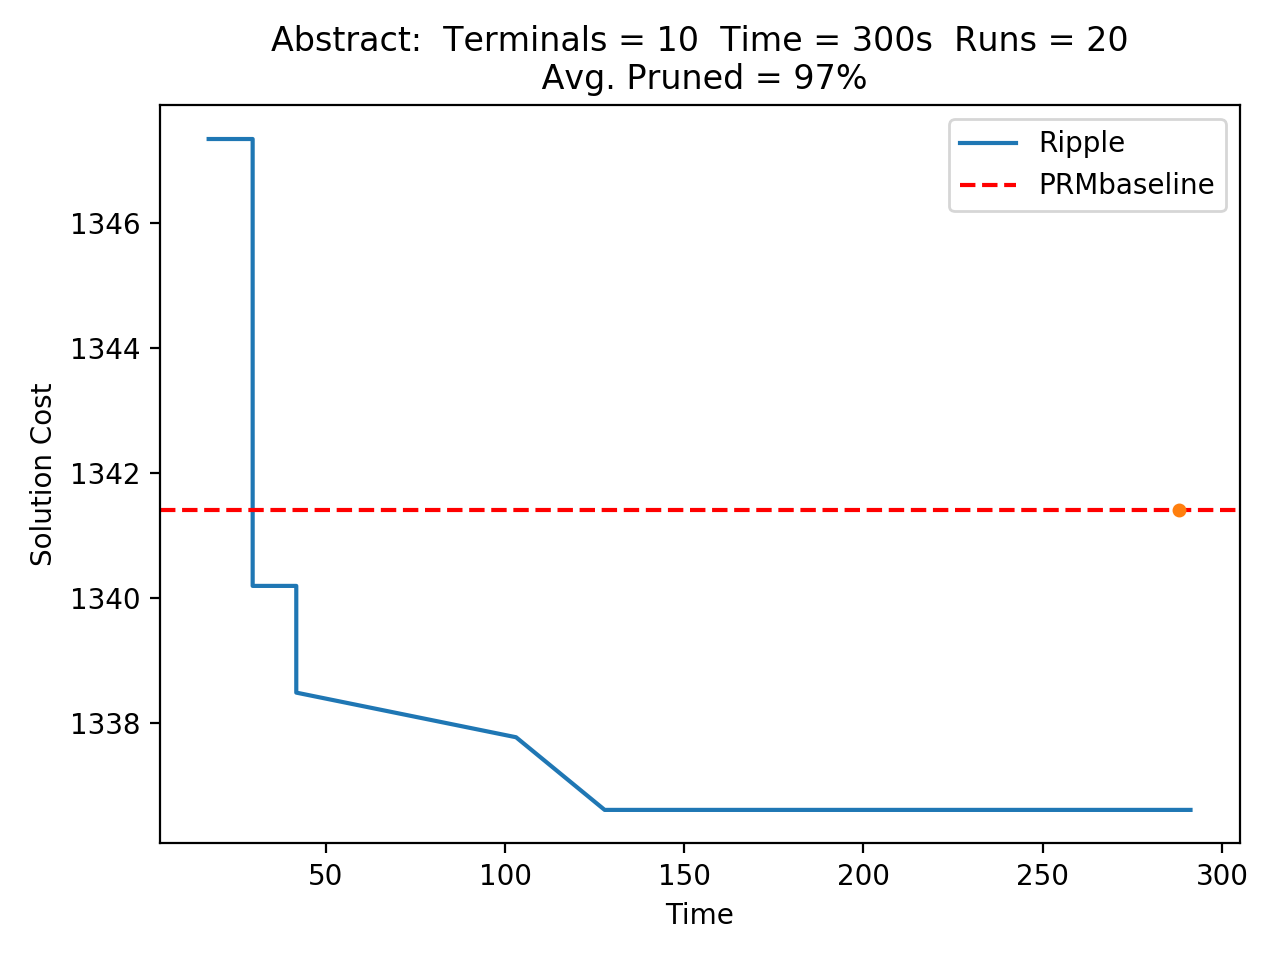 Abstract:  Terminals = 10  Time = 300s  Runs = 20
Avg. Pruned = 97%
Ripple
PRMbaseline
1346
1344
1342
1340
1338
Solution Cost
50
100
150
200
250
300
Time